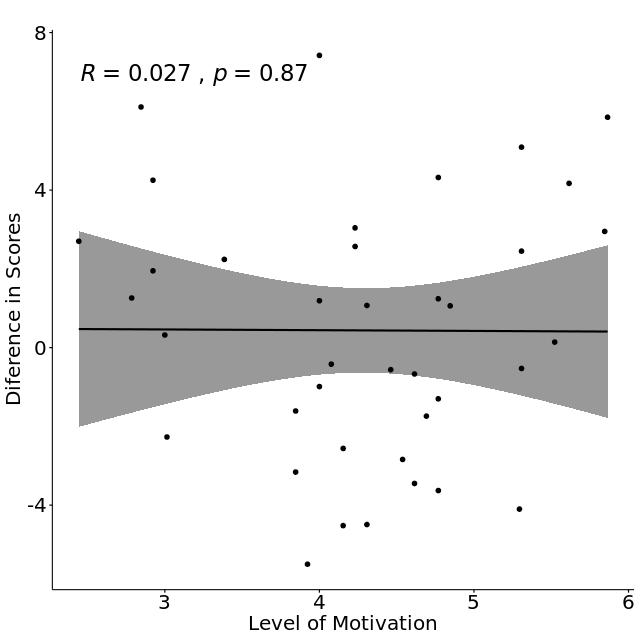 8
R = 0.027 , p = 0.87
4
0
-4
Diference in Scores
3 4 5 6
Level of Motivation